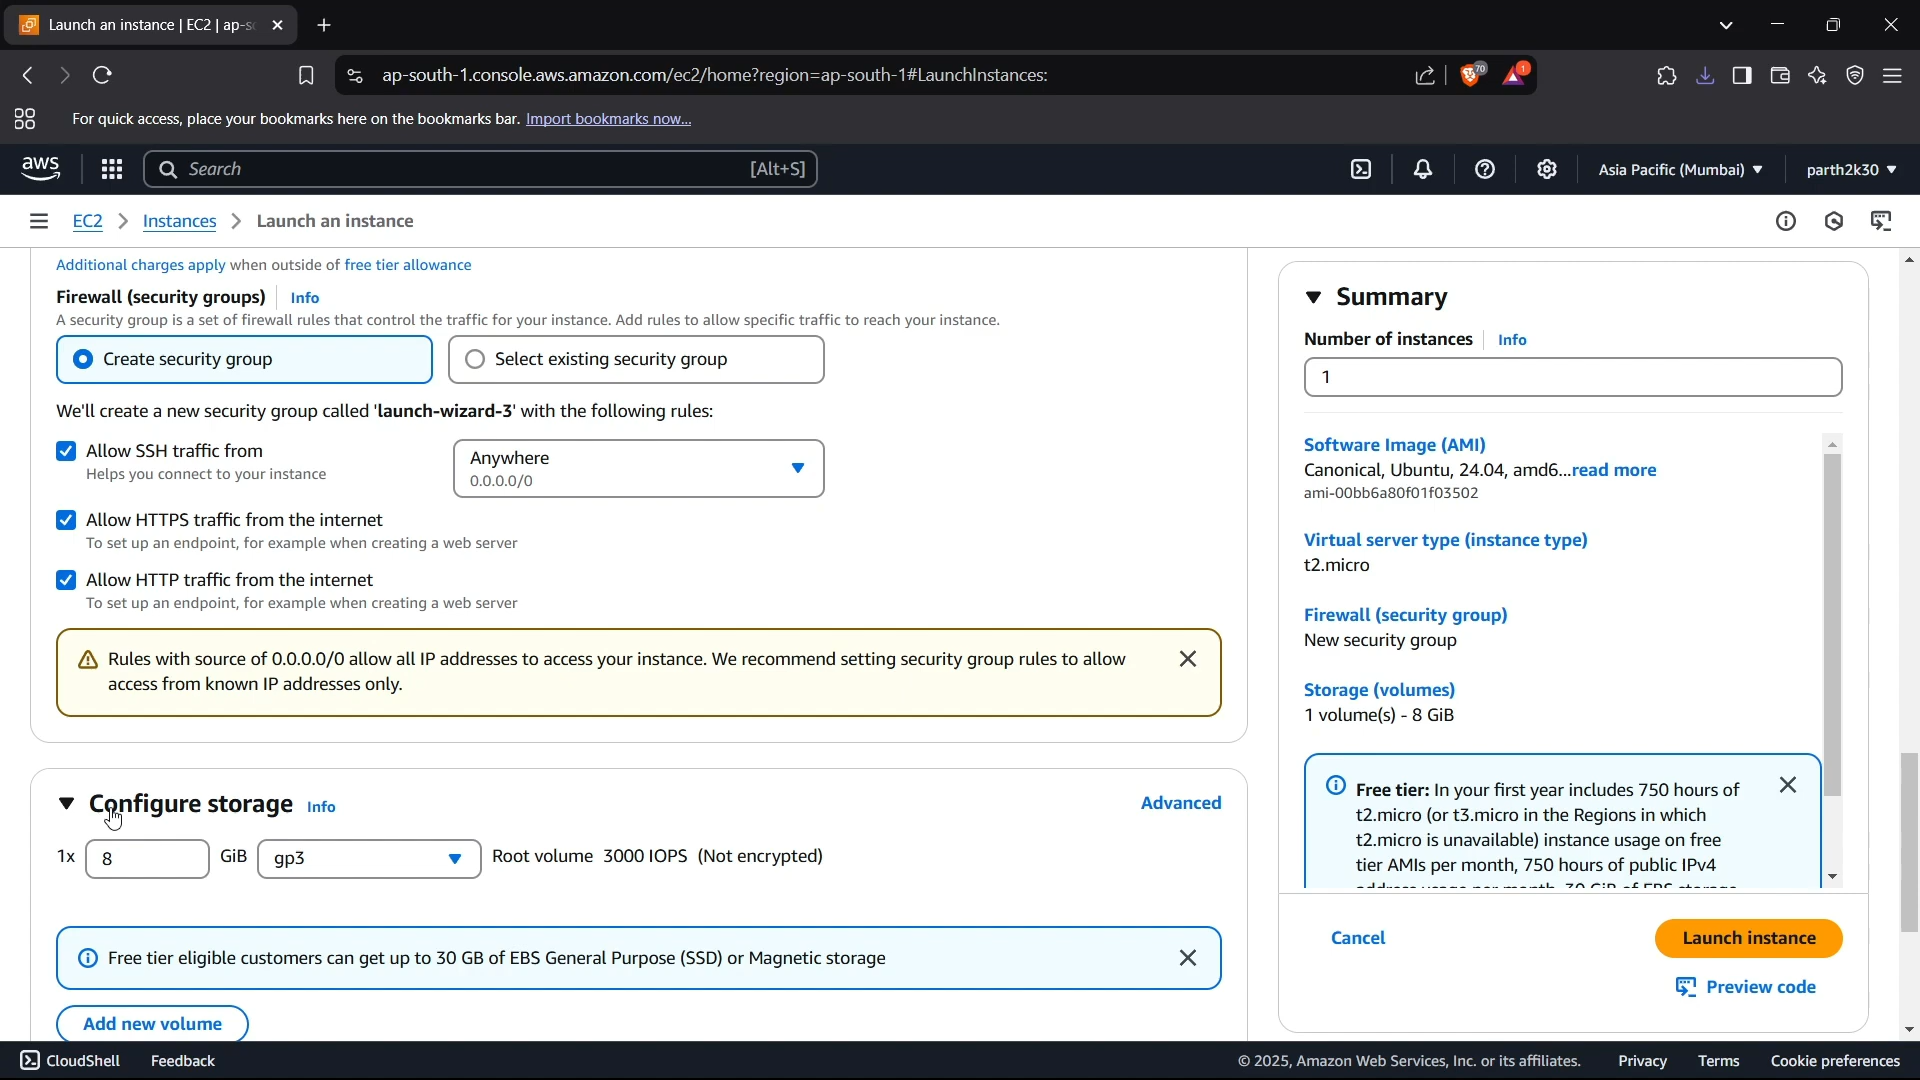 Launch an instance | EC2 | ap-s
ap-south-1.console.aws.amazon.com/ec2/home?region=ap-south-1#LaunchInstances:
70
1
For quick access, place your bookmarks here on the bookmarks bar. Import bookmarks now...
aws
Search
[Alt+S]
Asia Pacific (Mumbai)
parth2k30
EC2
Instances
Launch an instance
Additional charges apply when outside of free tier allowance
Firewall (security groups)
Info
A security group is a set of firewall rules that control the traffic for your instance. Add rules to allow specific traffic to reach your instance.
Create security group
Select existing security group
We'll create a new security group called 'launch-wizard-3' with the following rules:
Allow SSH traffic from
Helps you connect to your instance
Anywhere
0.0.0.0/0
Allow HTTPS traffic from the internet
To set up an endpoint, for example when creating a web server
Allow HTTP traffic from the internet
To set up an endpoint, for example when creating a web server
Rules with source of 0.0.0.0/0 allow all IP addresses to access your instance. We recommend setting security group rules to allow
access from known IP addresses only.
Configure storage
Info
Advanced
1x
8
GiB
gp3
Root volume 3000 IOPS (Not encrypted)
Free tier eligible customers can get up to 30 GB of EBS General Purpose (SSD) or Magnetic storage
Add new volume
Summary
Number of instances
Info
1
Software Image (AMI)
Canonical, Ubuntu, 24.04, amd6...read more
ami-00bb6a80f01f03502
Virtual server type (instance type)
t2.micro
Firewall (security group)
New security group
Storage (volumes)
1 volume(s) - 8 GiB
Free tier: In your first year includes 750 hours of
t2.micro (or t3.micro in the Regions in which
t2.micro is unavailable) instance usage on free
tier AMIs per month, 750 hours of public IPv4
address usage per month, 30 GiB of EBS storage,
Cancel
Launch instance
Preview code
CloudShell
Feedback
© 2025, Amazon Web Services, Inc. or its affiliates.
Privacy
Terms
Cookie preferences